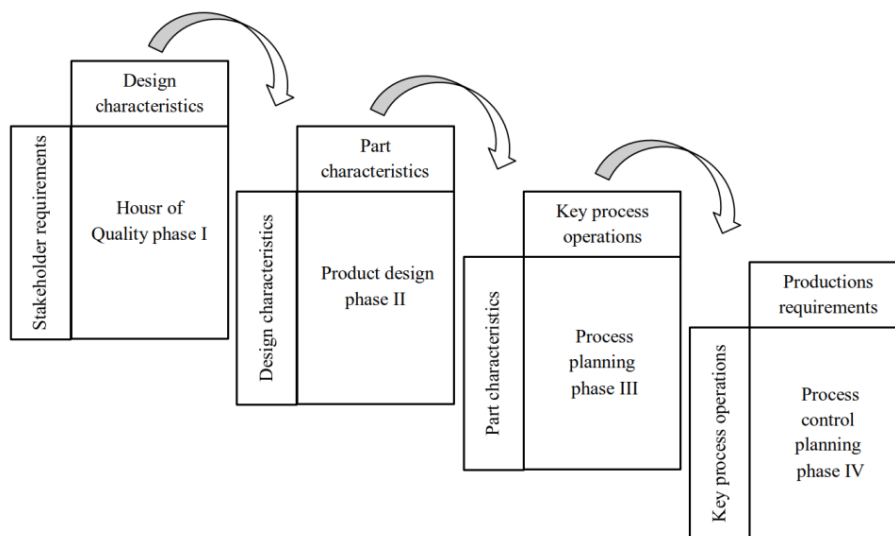 Design
characteristics
Stakeholder requirements
Housr of
Quality phase I
Part
characteristics
Design characteristics
Product design
phase II
Key process
operations
Part characteristics
Process
planning
phase III
Productions
requirements
Key process operations
Process
control
planning
phase IV